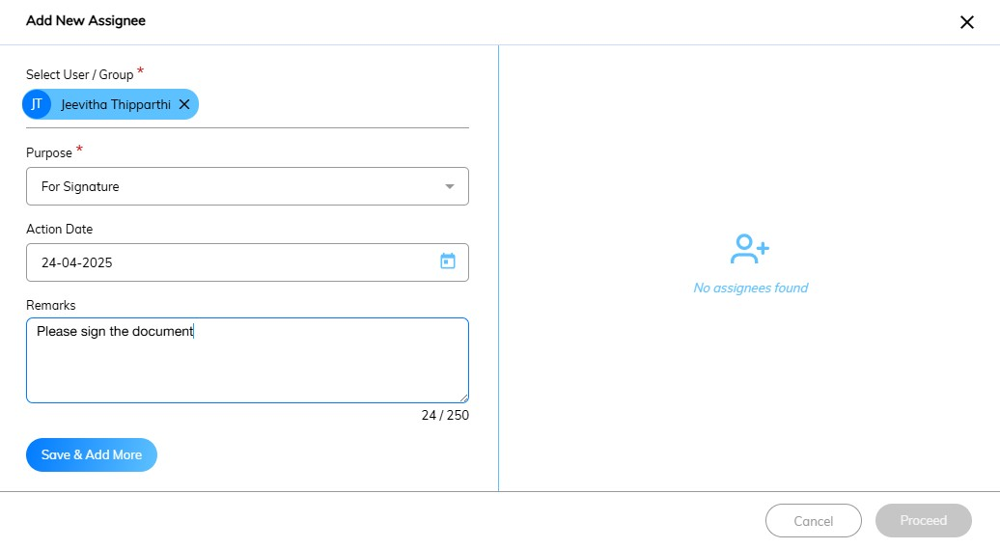 Add New Assignee
Select User / Group *
JT Jeevitha Thipparthi
Purpose *
For Signature
Action Date
24-04-2025
Remarks
Please sign the document
24 / 250
Save & Add More
No assignees found
Cancel
Proceed